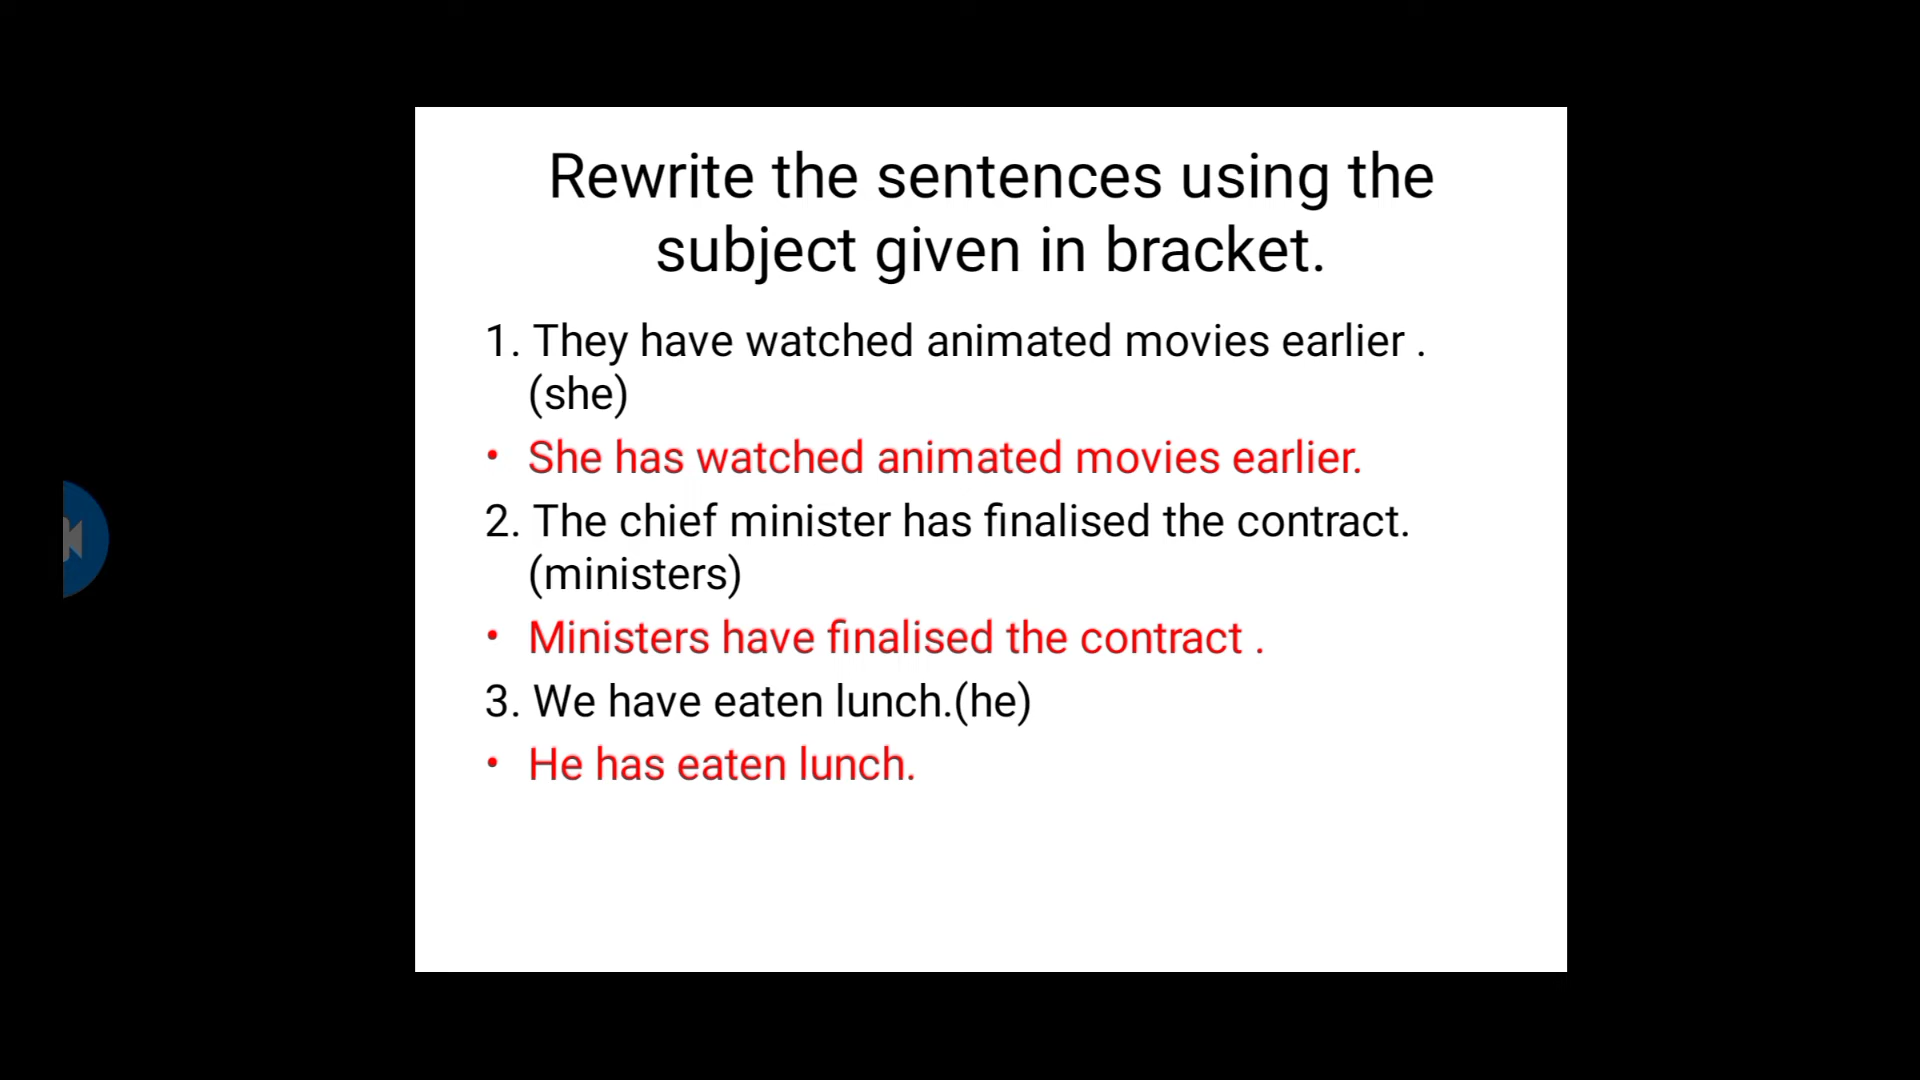 Rewrite the sentences using the
subject given in bracket.
1. They have watched animated movies earlier .
(she)
• She has watched animated movies earlier.
2. The chief minister has finalised the contract.
(ministers)
• Ministers have finalised the contract .
3. We have eaten lunch.(he)
• He has eaten lunch.